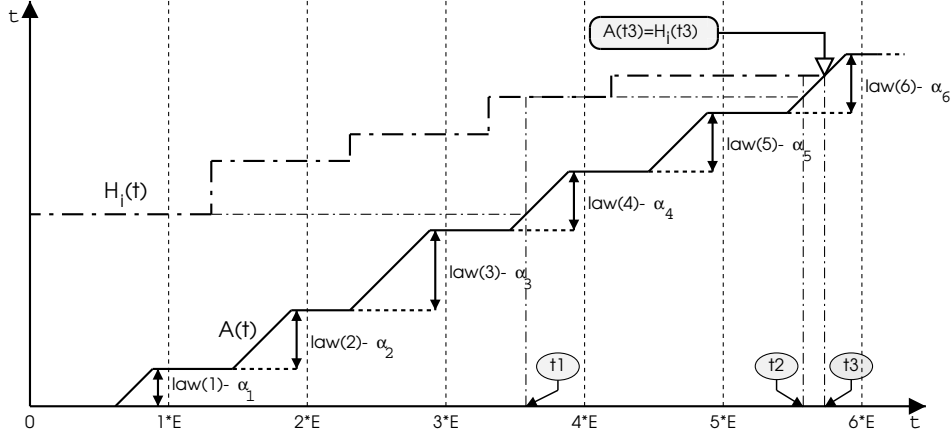 t
A(t3)=H_i(t3)
law(6)- α_6
law(5)- α_5
H_i(t)
law(4)- α_4
law(3)- α_3
A(t)
law(2)- α_2
law(1)- α_1
t1
t2
t3
0 1*E 2*E 3*E 4*E 5*E 6*E t